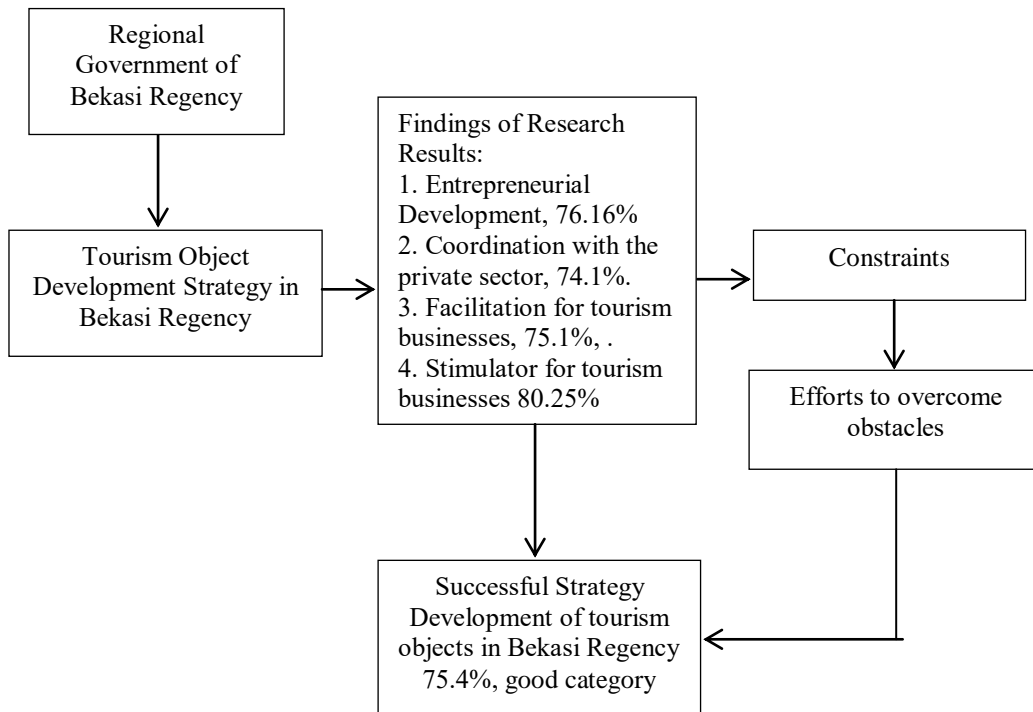 Regional
Government of
Bekasi Regency
Tourism Object
Development Strategy in
Bekasi Regency
Findings of Research
Results:
1. Entrepreneurial
Development, 76.16%
2. Coordination with the
private sector, 74.1%.
3. Facilitation for tourism
businesses, 75.1%, .
4. Stimulator for tourism
businesses 80.25%
Constraints
Efforts to overcome
obstacles
Successful Strategy
Development of tourism
objects in Bekasi Regency
75.4%, good category